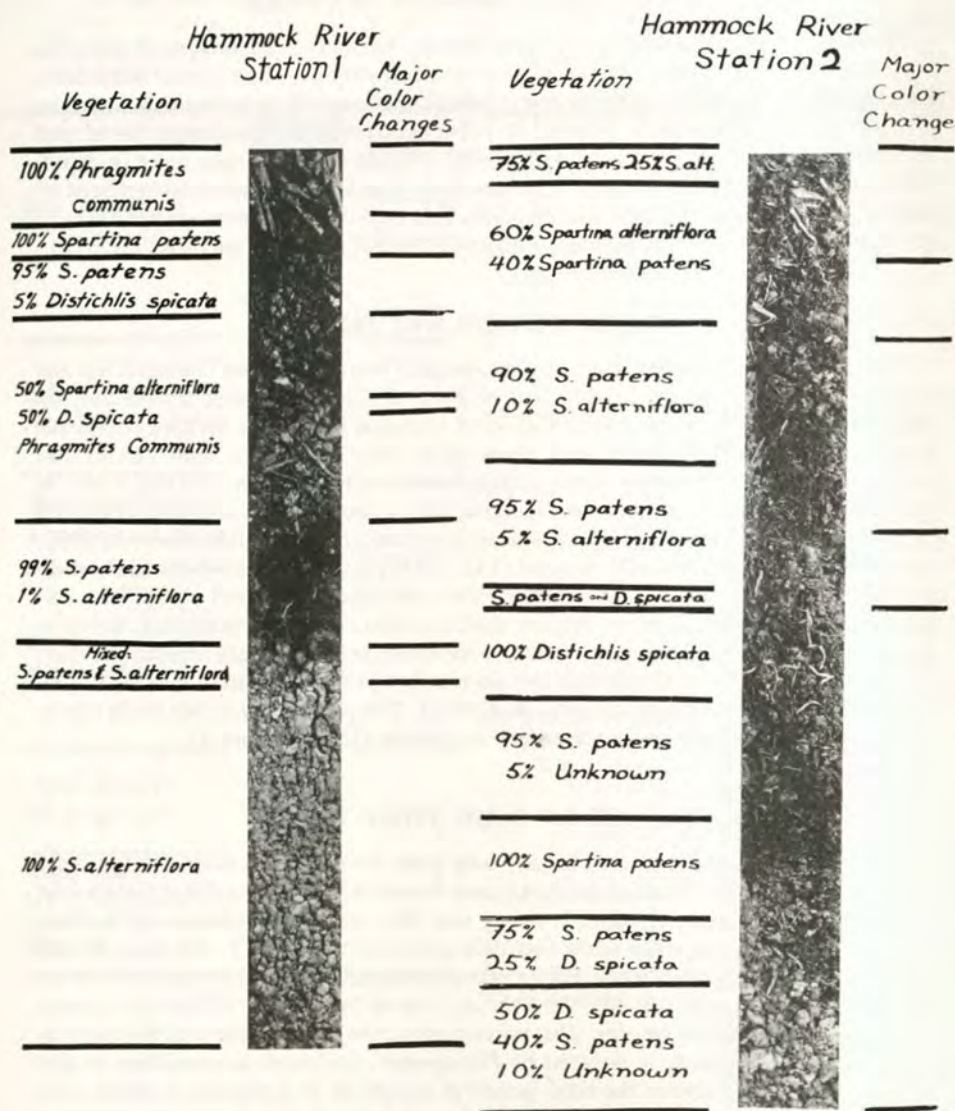 Hammock River
Station 1
Vegetation
Major
Color
Changes
100% Phragmites
communis
100% Spartina patens
95% S. patens
5% Distichlis spicata
50% Spartina alterniflora
50% D. spicata
Phragmites Communis
99% S. patens
1% S. alterniflora
Mixed
S. patens & S. alterniflora
100% S. alterniflora
Hammock River
Station 2
Vegetation
Major
Color
Change
75% S. patens 25% S. alt.
60% Spartina alterniflora
40% Spartina patens
90% S. patens
10% S. alterniflora
95% S. patens
5% S. alterniflora
S. patens and D. spicata
100% Distichlis spicata
95% S. patens
5% Unknown
100% Spartina patens
75% S. patens
25% D. spicata
50% D. spicata
40% S. patens
10% Unknown